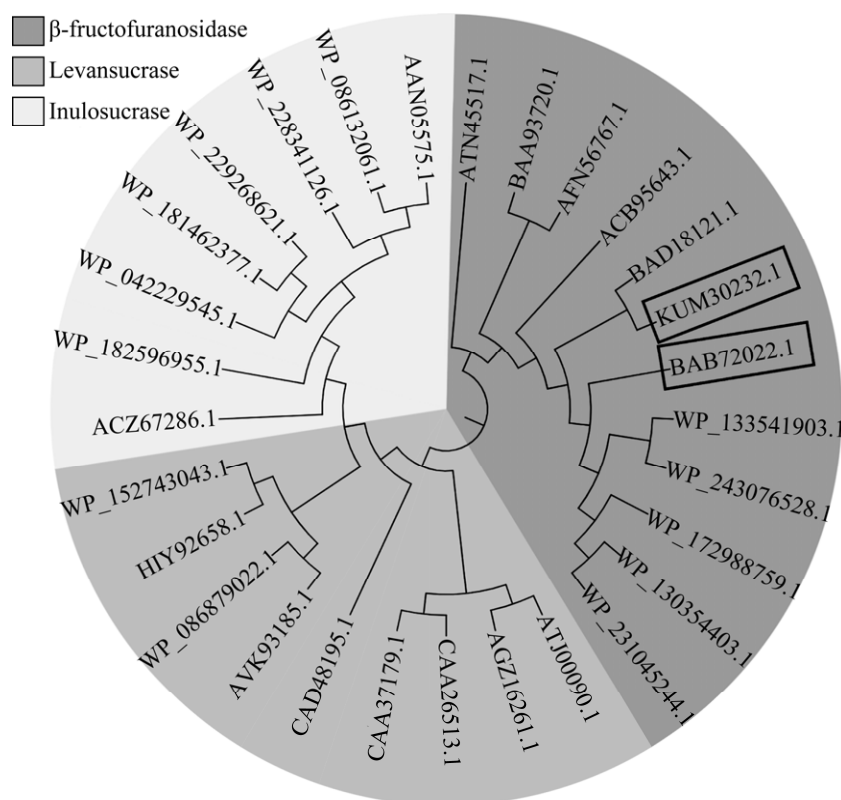 β-fructofuranosidase
Levansucrase
Inulosucrase
ATN45517.1
BAA93720.1
AFN56767.1
ACB95643.1
BAD18121.1
KUM30232.1
BAB72022.1
WP_133541903.1
WP_243076528.1
WP_172988759.1
WP_130354403.1
WP_231045244.1
ATJ00090.1
AGZ16261.1
CAA26513.1
CAA37179.1
CAD48195.1
AVK93185.1
WP_086879022.1
HIY92658.1
WP_152743043.1
ACZ67286.1
WP_182596955.1
WP_042229545.1
WP_181462377.1
WP_229268621.1
WP_228341126.1
WP_086132061.1
AAN05575.1